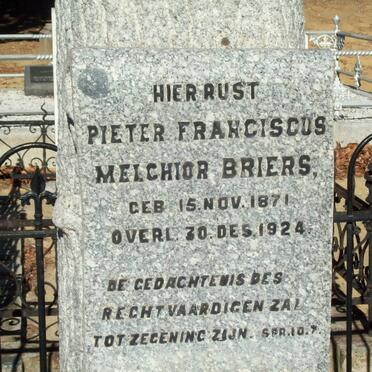 HIER RUST
PIETER FRANCISCUS
MELCHIOR BRIERS,
GEB. 15. NOV. 1871
OVERL. 30. DES. 1924.
DE GEDACHTENIS DES
RECHTVAARDIGEN ZAL
TOT ZEGENING ZIJN. SPR. 10. 7.